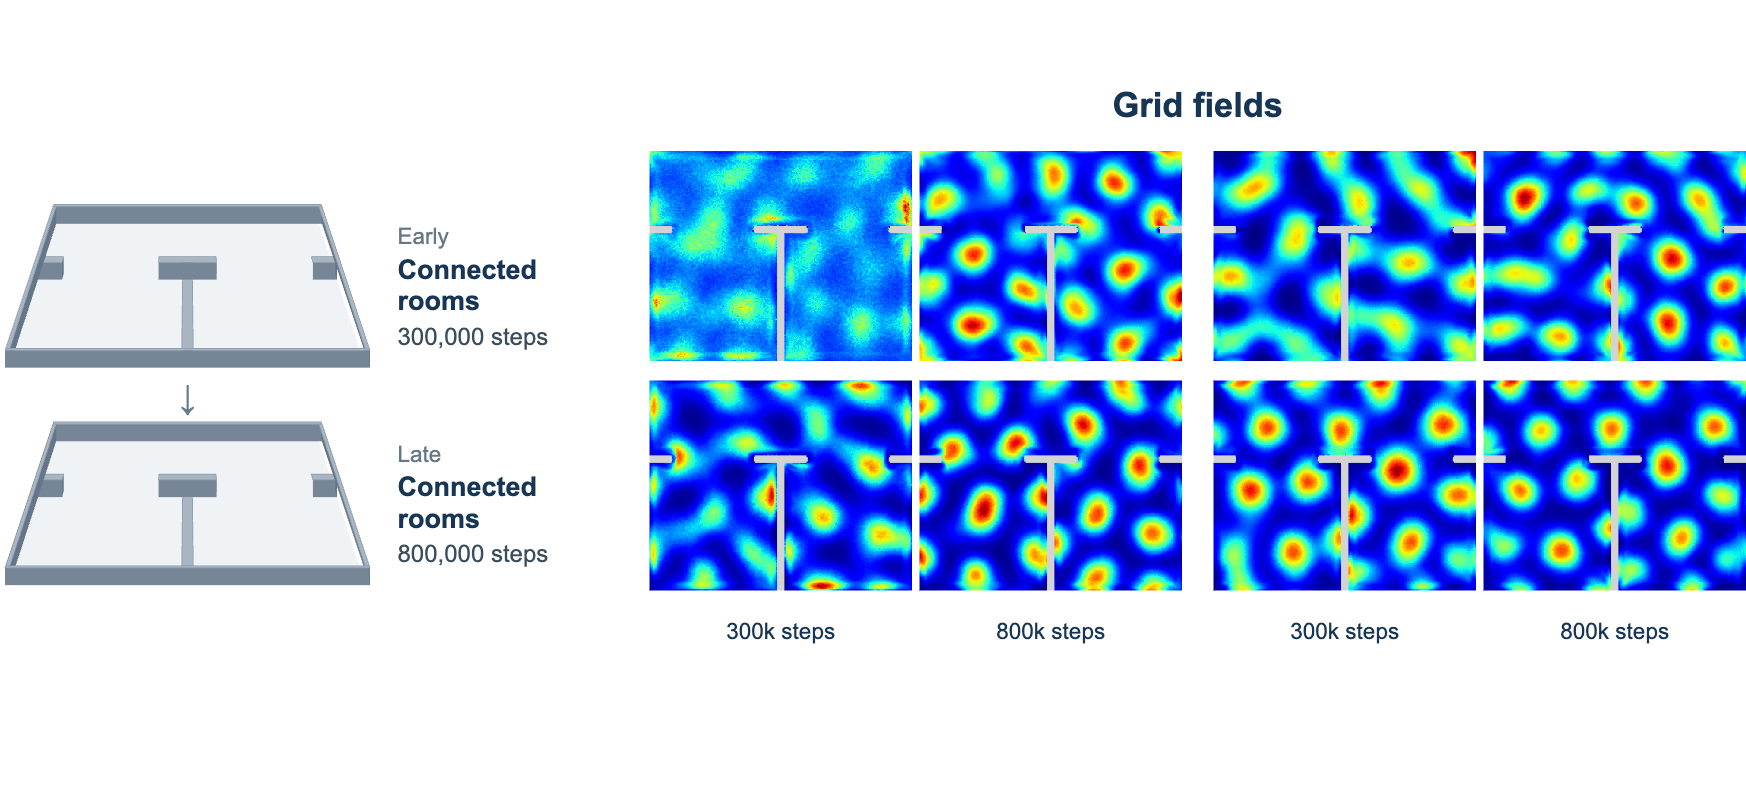 Grid fields
Early
Connected
rooms
300,000 steps
↓
Late
Connected
rooms
800,000 steps
300k steps
800k steps
300k steps
800k steps